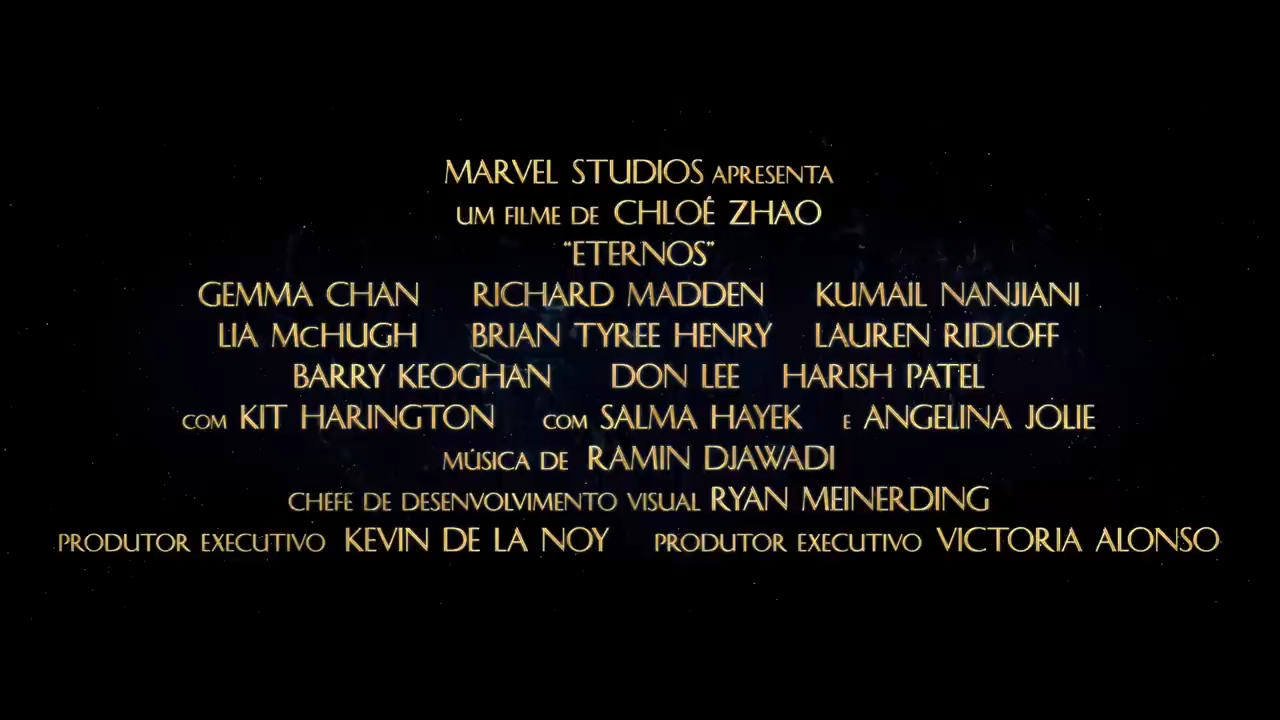 MARVEL STUDIOS APRESENTA
UM FILME DE CHLOÉ ZHAO
“ETERNOS”
GEMMA CHAN RICHARD MADDEN KUMAIL NANJIANI
LIA McHUGH BRIAN TYREE HENRY LAUREN RIDLOFF
BARRY KEOGHAN DON LEE HARISH PATEL
COM KIT HARINGTON COM SALMA HAYEK E ANGELINA JOLIE
MÚSICA DE RAMIN DJAWADI
CHEFE DE DESENVOLVIMENTO VISUAL RYAN MEINERDING
PRODUTOR EXECUTIVO KEVIN DE LA NOY PRODUTOR EXECUTIVO VICTORIA ALONSO